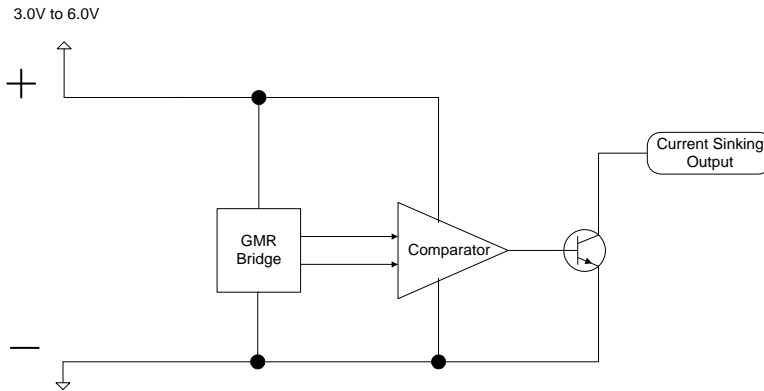 3.0V to 6.0V
+
Current Sinking
Output
GMR
Bridge
Comparator
−